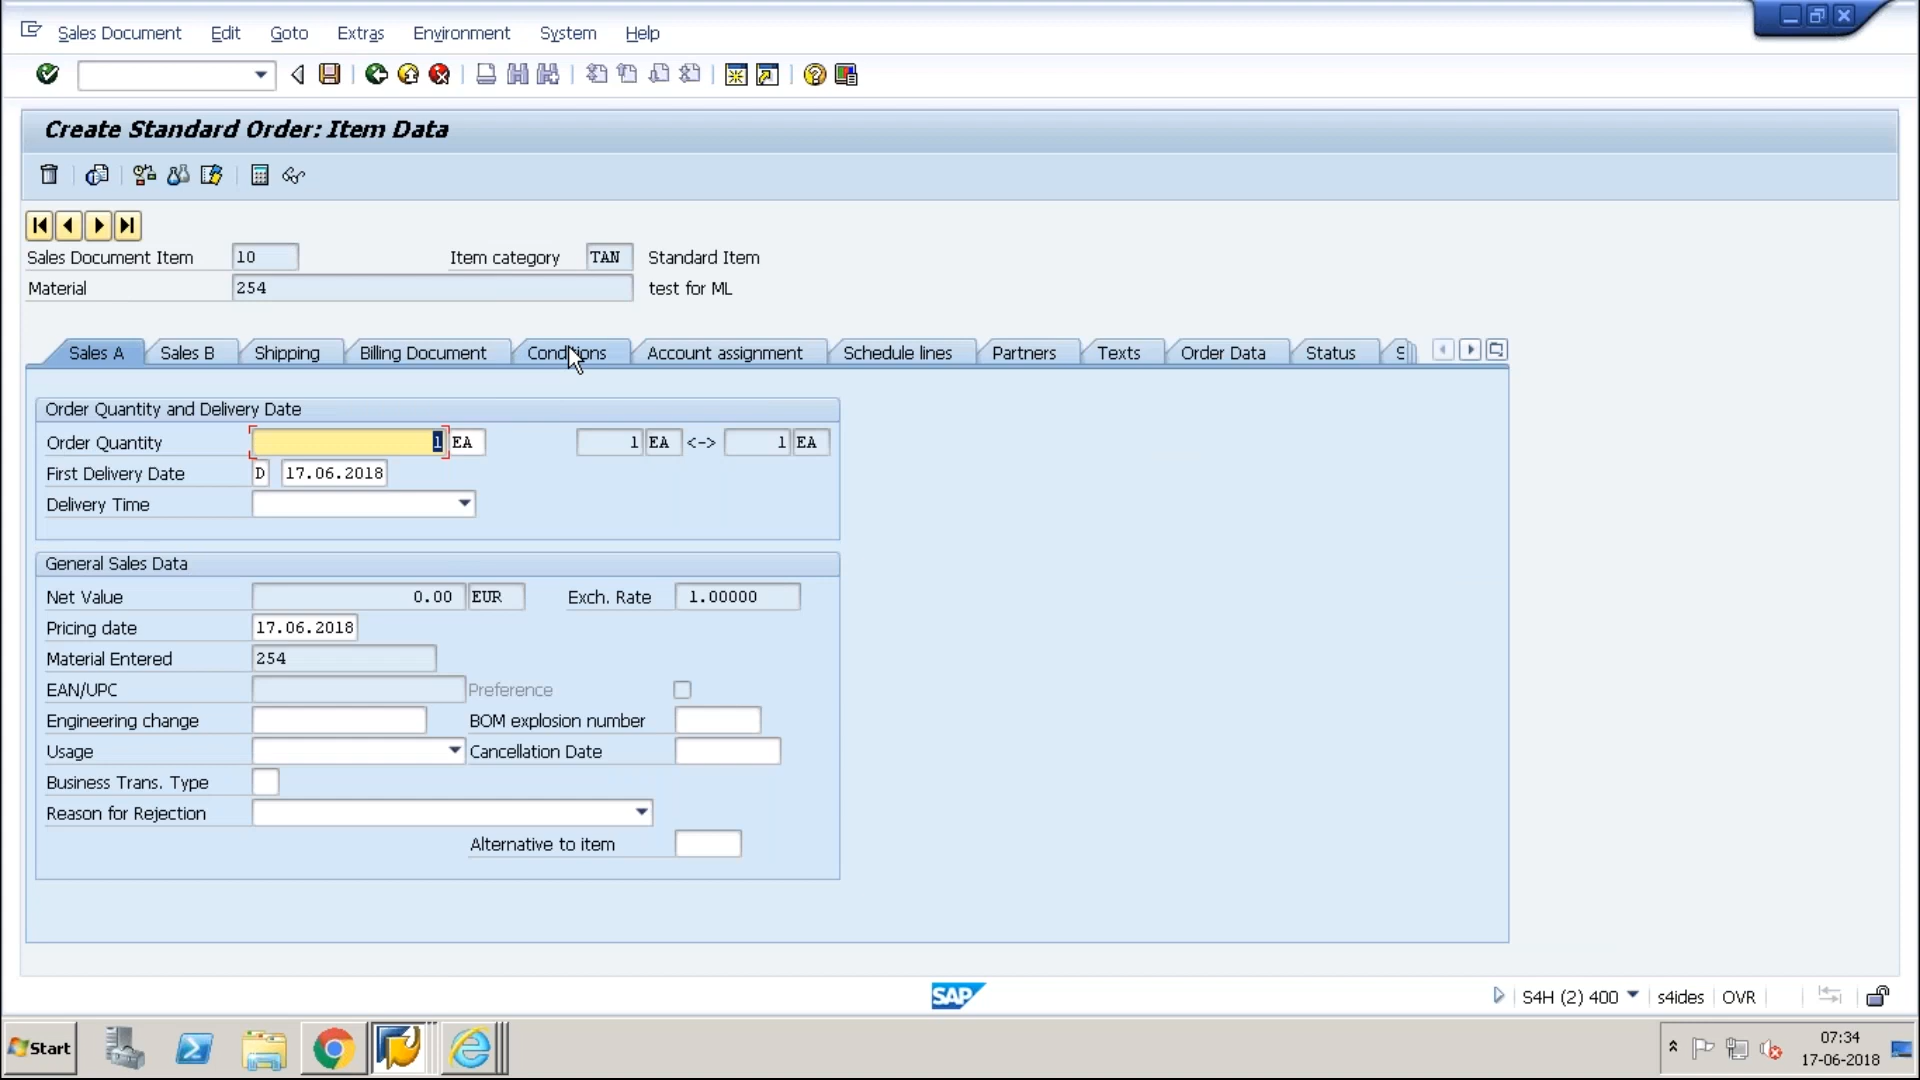 Sales Document Edit Goto Extras Environment System Help
Create Standard Order: Item Data
Sales Document Item 10 Item category TAN Standard Item
Material 254 test for ML
Sales A Sales B Shipping Billing Document Conditions Account assignment Schedule lines Partners Texts Order Data Status
Order Quantity and Delivery Date
Order Quantity 1 EA 1 EA <-> 1 EA
First Delivery Date D 17.06.2018
Delivery Time
General Sales Data
Net Value 0.00 EUR Exch. Rate 1.00000
Pricing date 17.06.2018
Material Entered 254
EAN/UPC Preference
Engineering change BOM explosion number
Usage Cancellation Date
Business Trans. Type
Reason for Rejection
Alternative to item
SAP S4H (2) 400 s4ides OVR
Start 07:34
17-06-2018